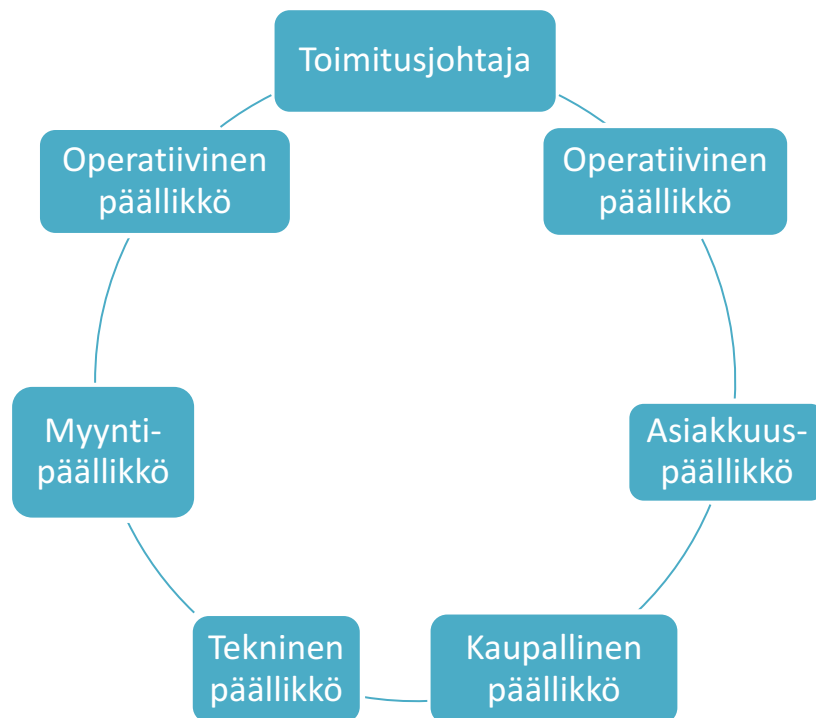 Toimitusjohtaja
Operatiivinen
päällikkö
Operatiivinen
päällikkö
Myynti-
päällikkö
Asiakkuus-
päällikkö
Tekninen
päällikkö
Kaupallinen
päällikkö